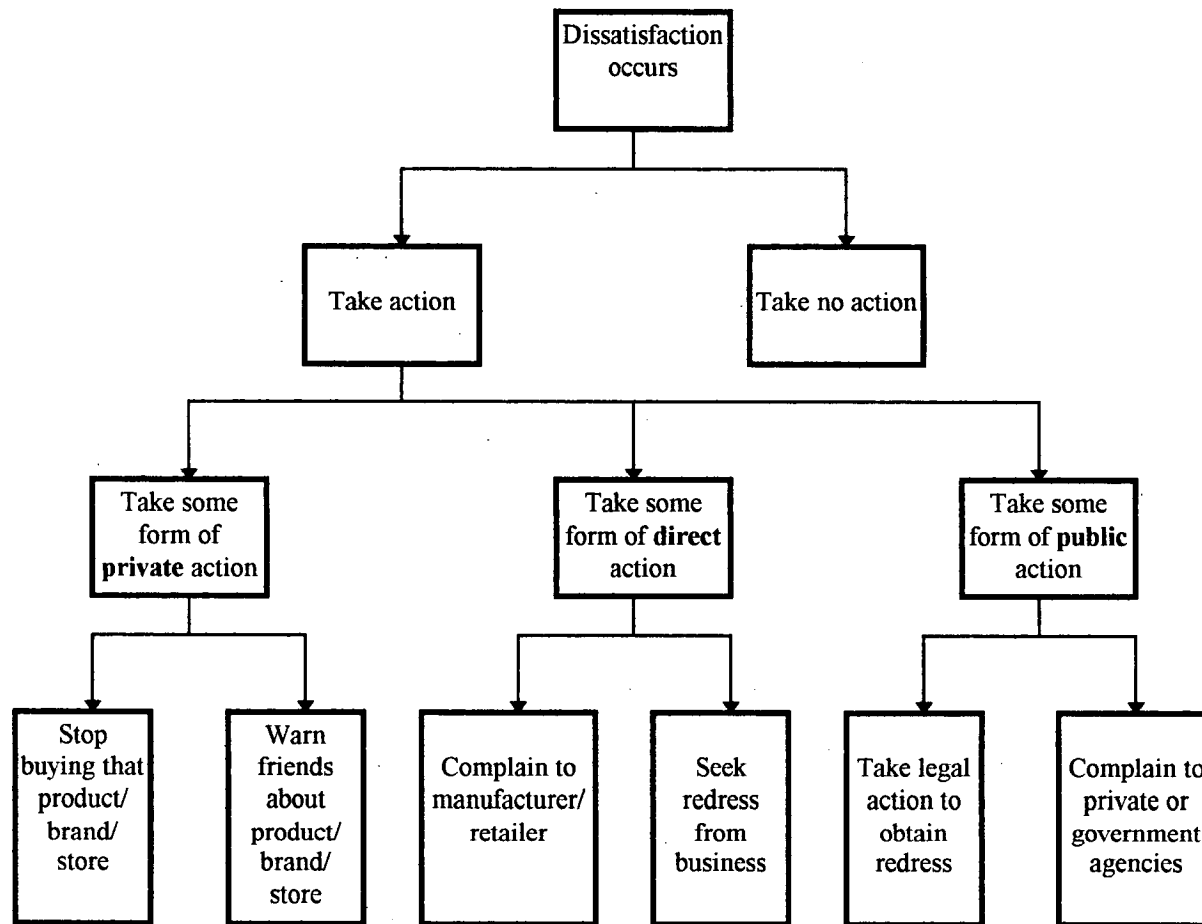 Dissatisfaction
occurs
Take action
Take no action
Take some
form of
private action
Take some
form of direct
action
Take some
form of public
action
Stop
buying that
product/
brand/
store
Warn
friends
about
product/
brand/
store
Complain to
manufacturer/
retailer
Seek
redress
from
business
Take legal
action to
obtain
redress
Complain to
private or
government
agencies